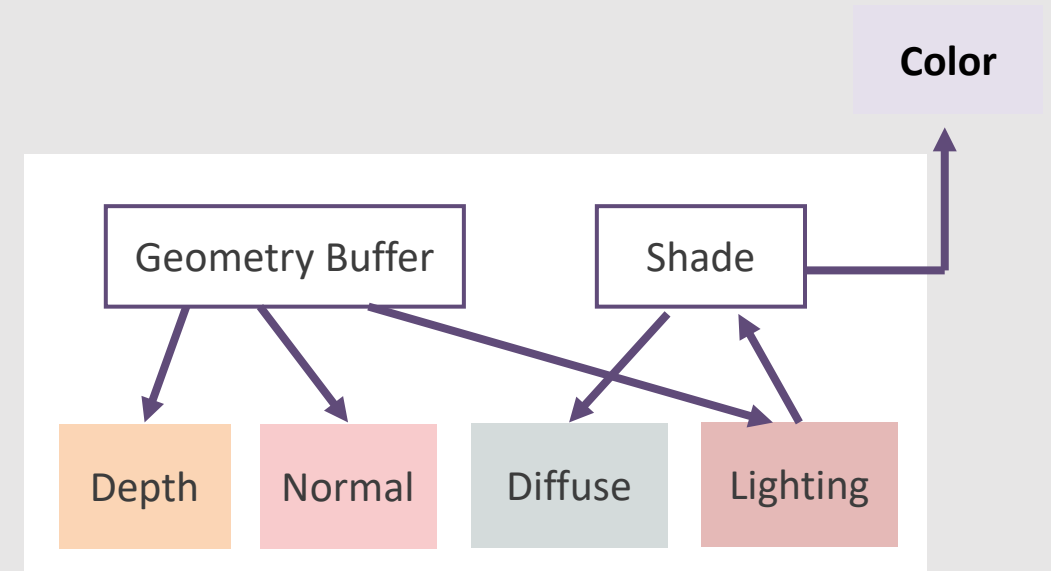 Color
Geometry Buffer
Shade
Depth
Normal
Diffuse
Lighting